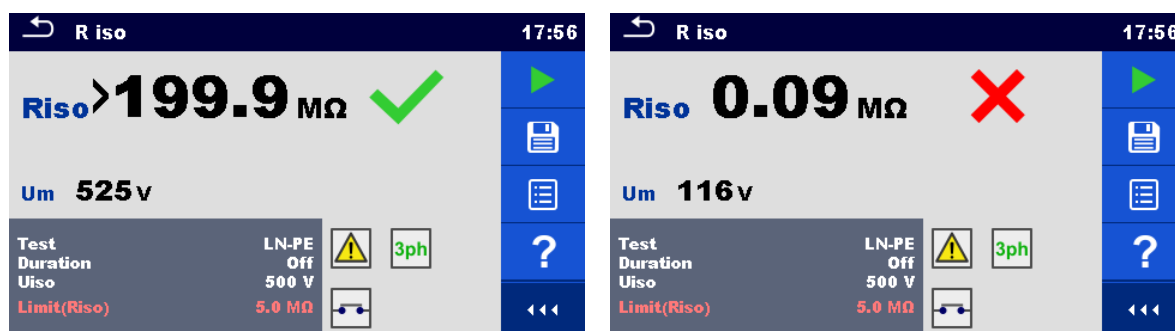 R iso 17:56
Riso >199.9 MΩ
Um 525 V
Test LN-PE
Duration Off
Uiso 500 V
Limit(Riso) 5.0 MΩ
3ph
?
R iso 17:56
Riso 0.09 MΩ
Um 116 V
Test LN-PE
Duration Off
Uiso 500 V
Limit(Riso) 5.0 MΩ
3ph
?